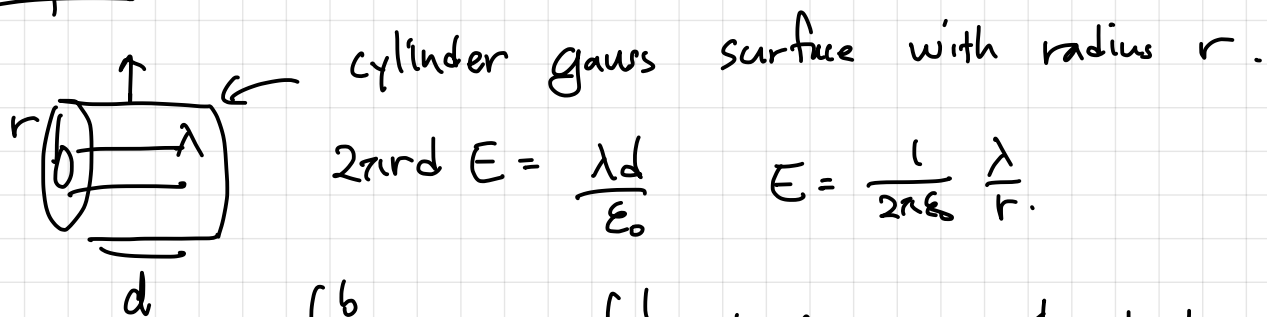 cylinder gauss surface with radius r.
r λ 2πrd E = λd/ε₀ E = 1/2πε₀ λ/r.
d